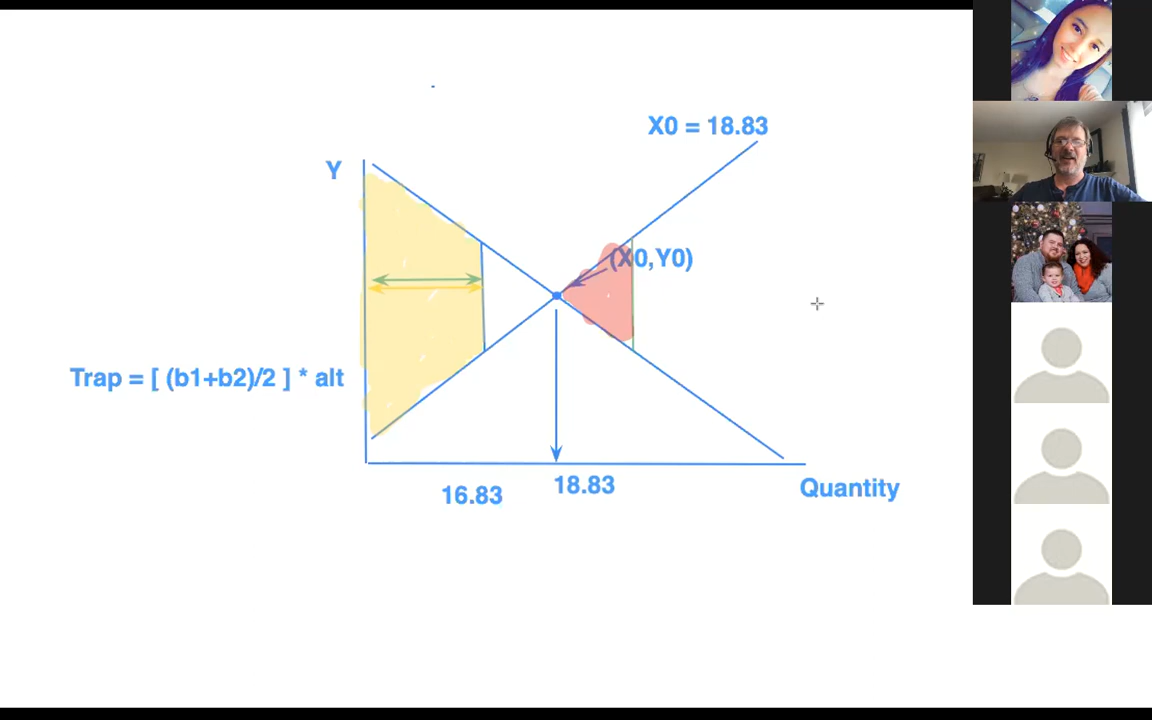 X0 = 18.83
Y
(X0,Y0)
Trap = [ (b1+b2)/2 ] * alt
16.83
18.83
Quantity